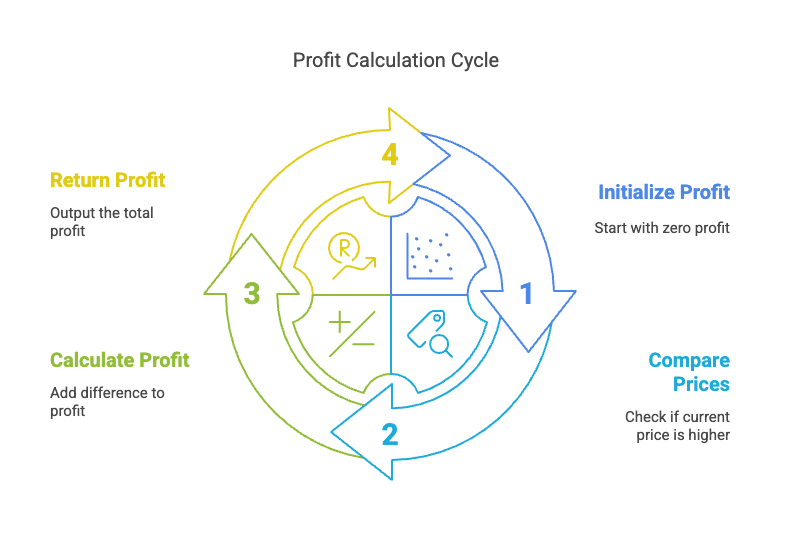 Profit Calculation Cycle
4
Return Profit
Output the total
profit
Initialize Profit
Start with zero profit
R
3
1
Calculate Profit
Add difference to
profit
Compare
Prices
Check if current
price is higher
2